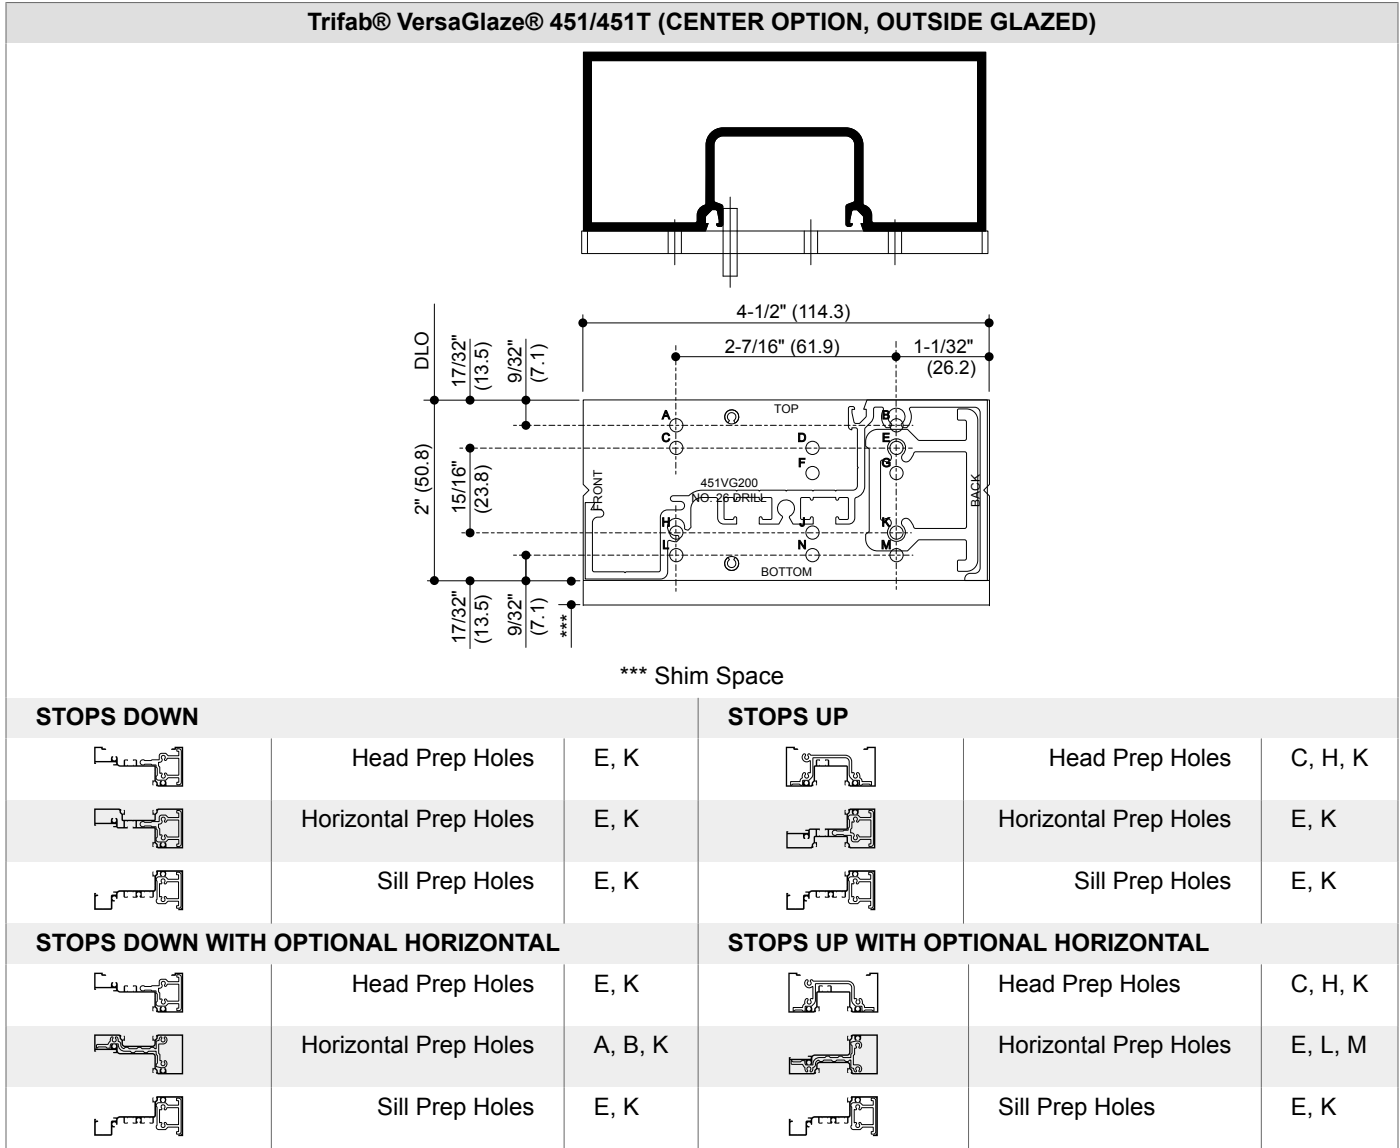 Trifab® VersaGlaze® 451/451T (CENTER OPTION, OUTSIDE GLAZED)
4-1/2" (114.3)
2-7/16" (61.9)
1-1/32"
(26.2)
DLO
17/32"
(13.5)
9/32"
(7.1)
2" (50.8)
15/16"
(23.8)
TOP
A
B
C
D
E
F
G
FRONT
451VG200
NO. 26 DRILL
BACK
H
J
K
L
N
M
BOTTOM
17/32"
(13.5)
9/32"
(7.1)
***
*** Shim Space
STOPS DOWN
Head Prep Holes E, K
Horizontal Prep Holes E, K
Sill Prep Holes E, K
STOPS UP
Head Prep Holes C, H, K
Horizontal Prep Holes E, K
Sill Prep Holes E, K
STOPS DOWN WITH OPTIONAL HORIZONTAL
Head Prep Holes E, K
Horizontal Prep Holes A, B, K
Sill Prep Holes E, K
STOPS UP WITH OPTIONAL HORIZONTAL
Head Prep Holes C, H, K
Horizontal Prep Holes E, L, M
Sill Prep Holes E, K